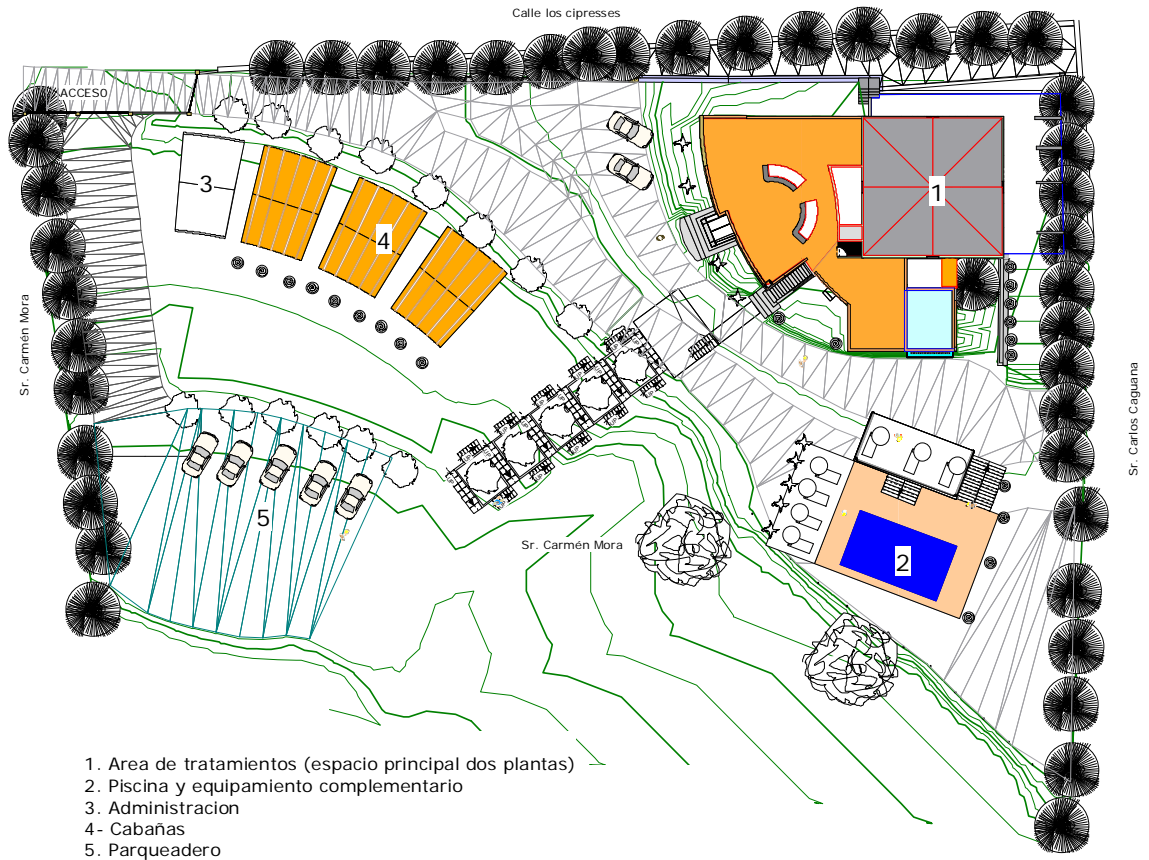 Calle los cipresses
ACCESO
3
4
1
Sr. Carmén Mora
Sr. Carlos Caguana
5
Sr. Carmén Mora
2
1. Area de tratamientos (espacio principal dos plantas)
2. Piscina y equipamiento complementario
3. Administracion
4- Cabañas
5. Parqueadero